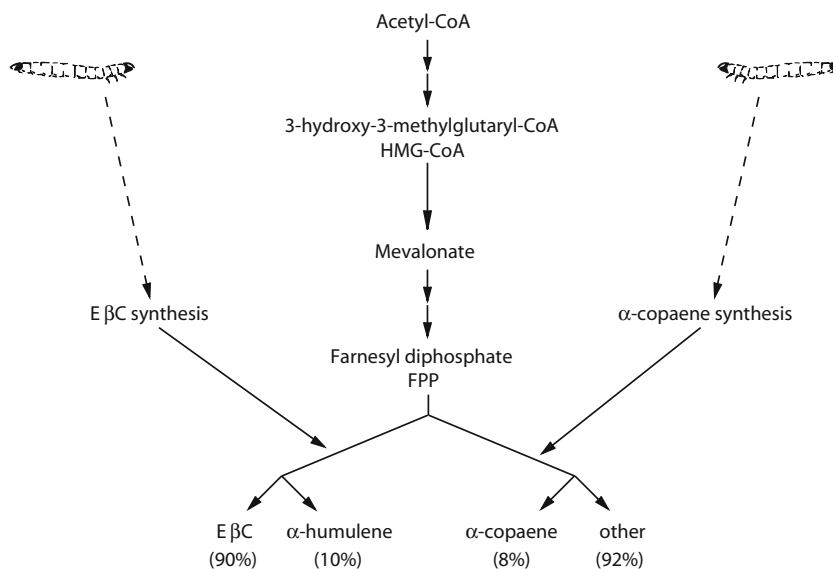 Acetyl-CoA
3-hydroxy-3-methylglutaryl-CoA
HMG-CoA
Mevalonate
E βC synthesis
α-copaene synthesis
Farnesyl diphosphate
FPP
E βC
α-humulene
α-copaene
other
(90%)
(10%)
(8%)
(92%)